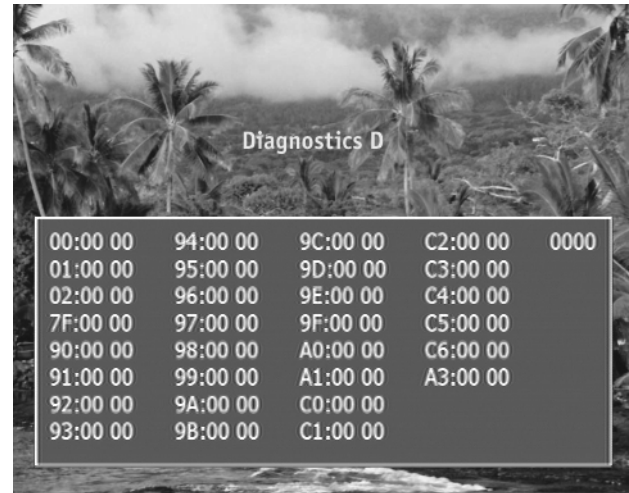 Diagnostics D
00:00 00 94:00 00 9C:00 00 C2:00 00 0000
01:00 00 95:00 00 9D:00 00 C3:00 00
02:00 00 96:00 00 9E:00 00 C4:00 00
7F:00 00 97:00 00 9F:00 00 C5:00 00
90:00 00 98:00 00 A0:00 00 C6:00 00
91:00 00 99:00 00 A1:00 00 A3:00 00
92:00 00 9A:00 00 C0:00 00
93:00 00 9B:00 00 C1:00 00